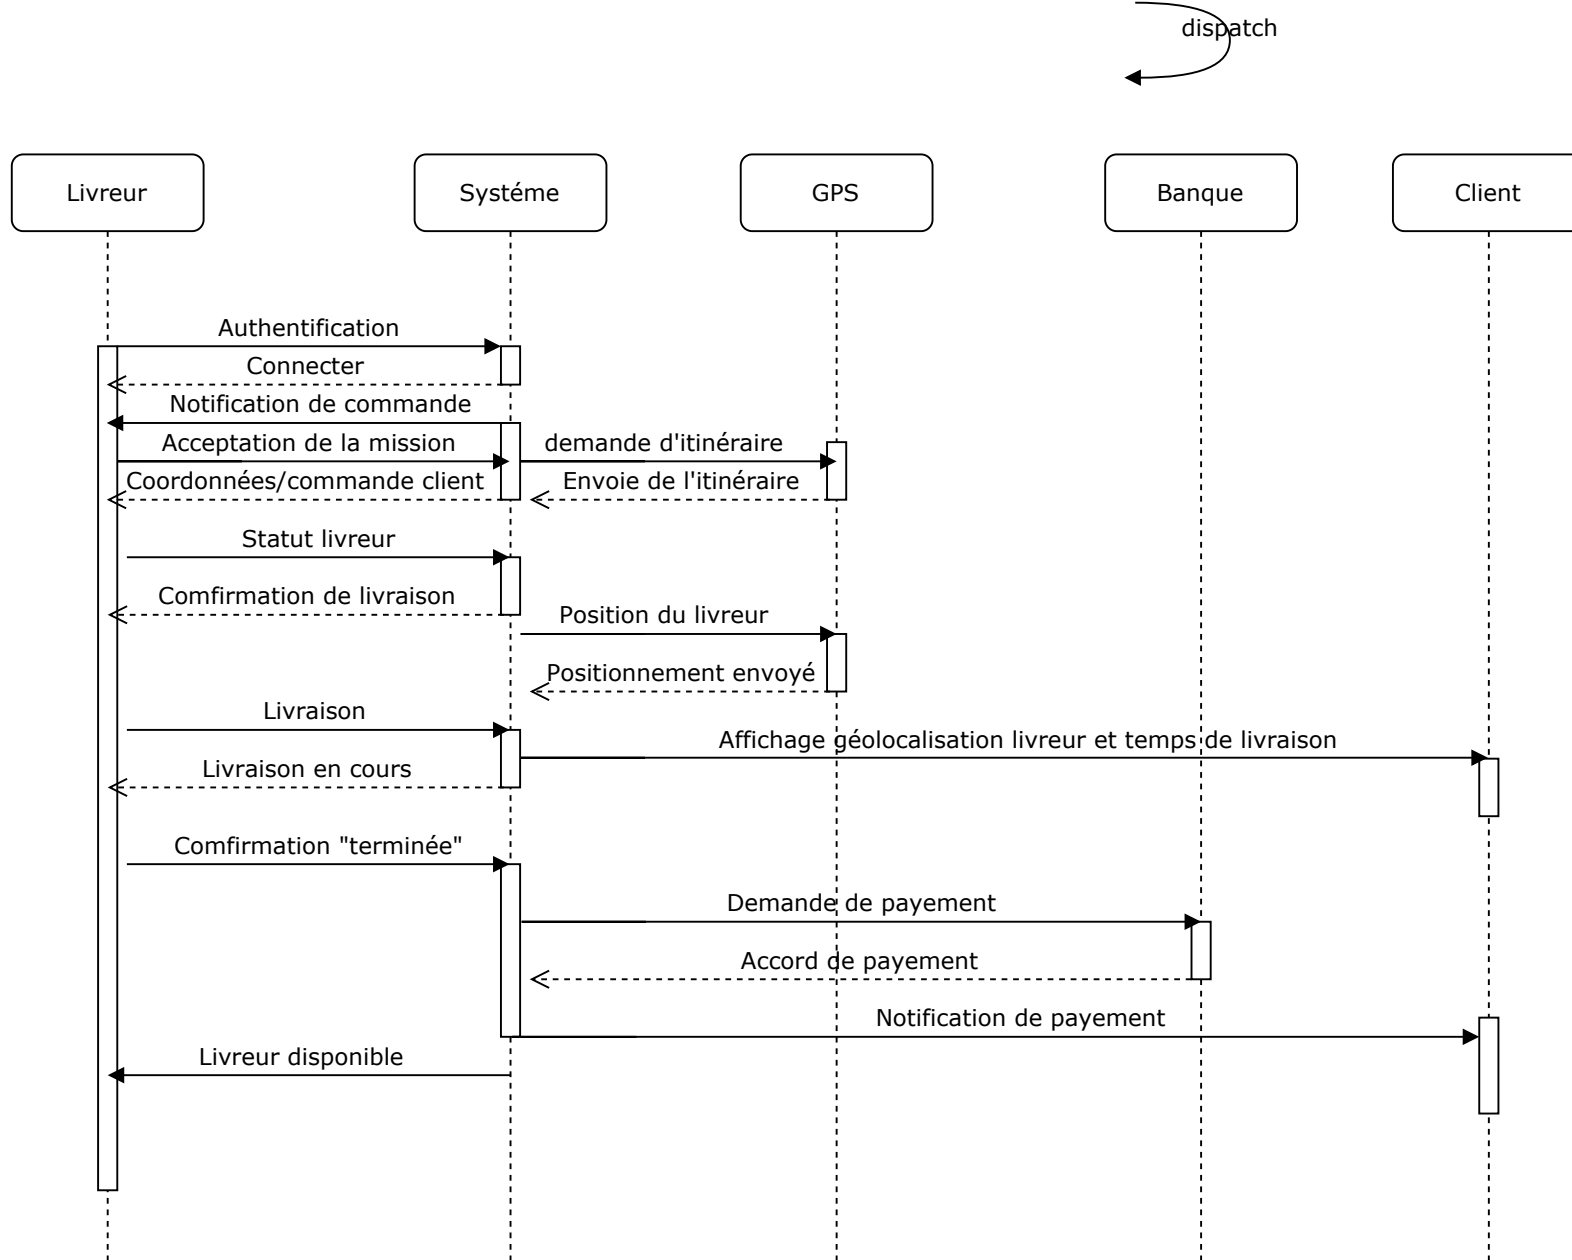 dispatch
Livreur
Systéme
GPS
Banque
Client
Authentification
Connecter
Notification de commande
Acceptation de la mission
demande d'itinéraire
Coordonnées/commande client
Envoie de l'itinéraire
Statut livreur
Comfirmation de livraison
Position du livreur
Positionnement envoyé
Livraison
Affichage géolocalisation livreur et temps de livraison
Livraison en cours
Comfirmation "terminée"
Demande de payement
Accord de payement
Notification de payement
Livreur disponible